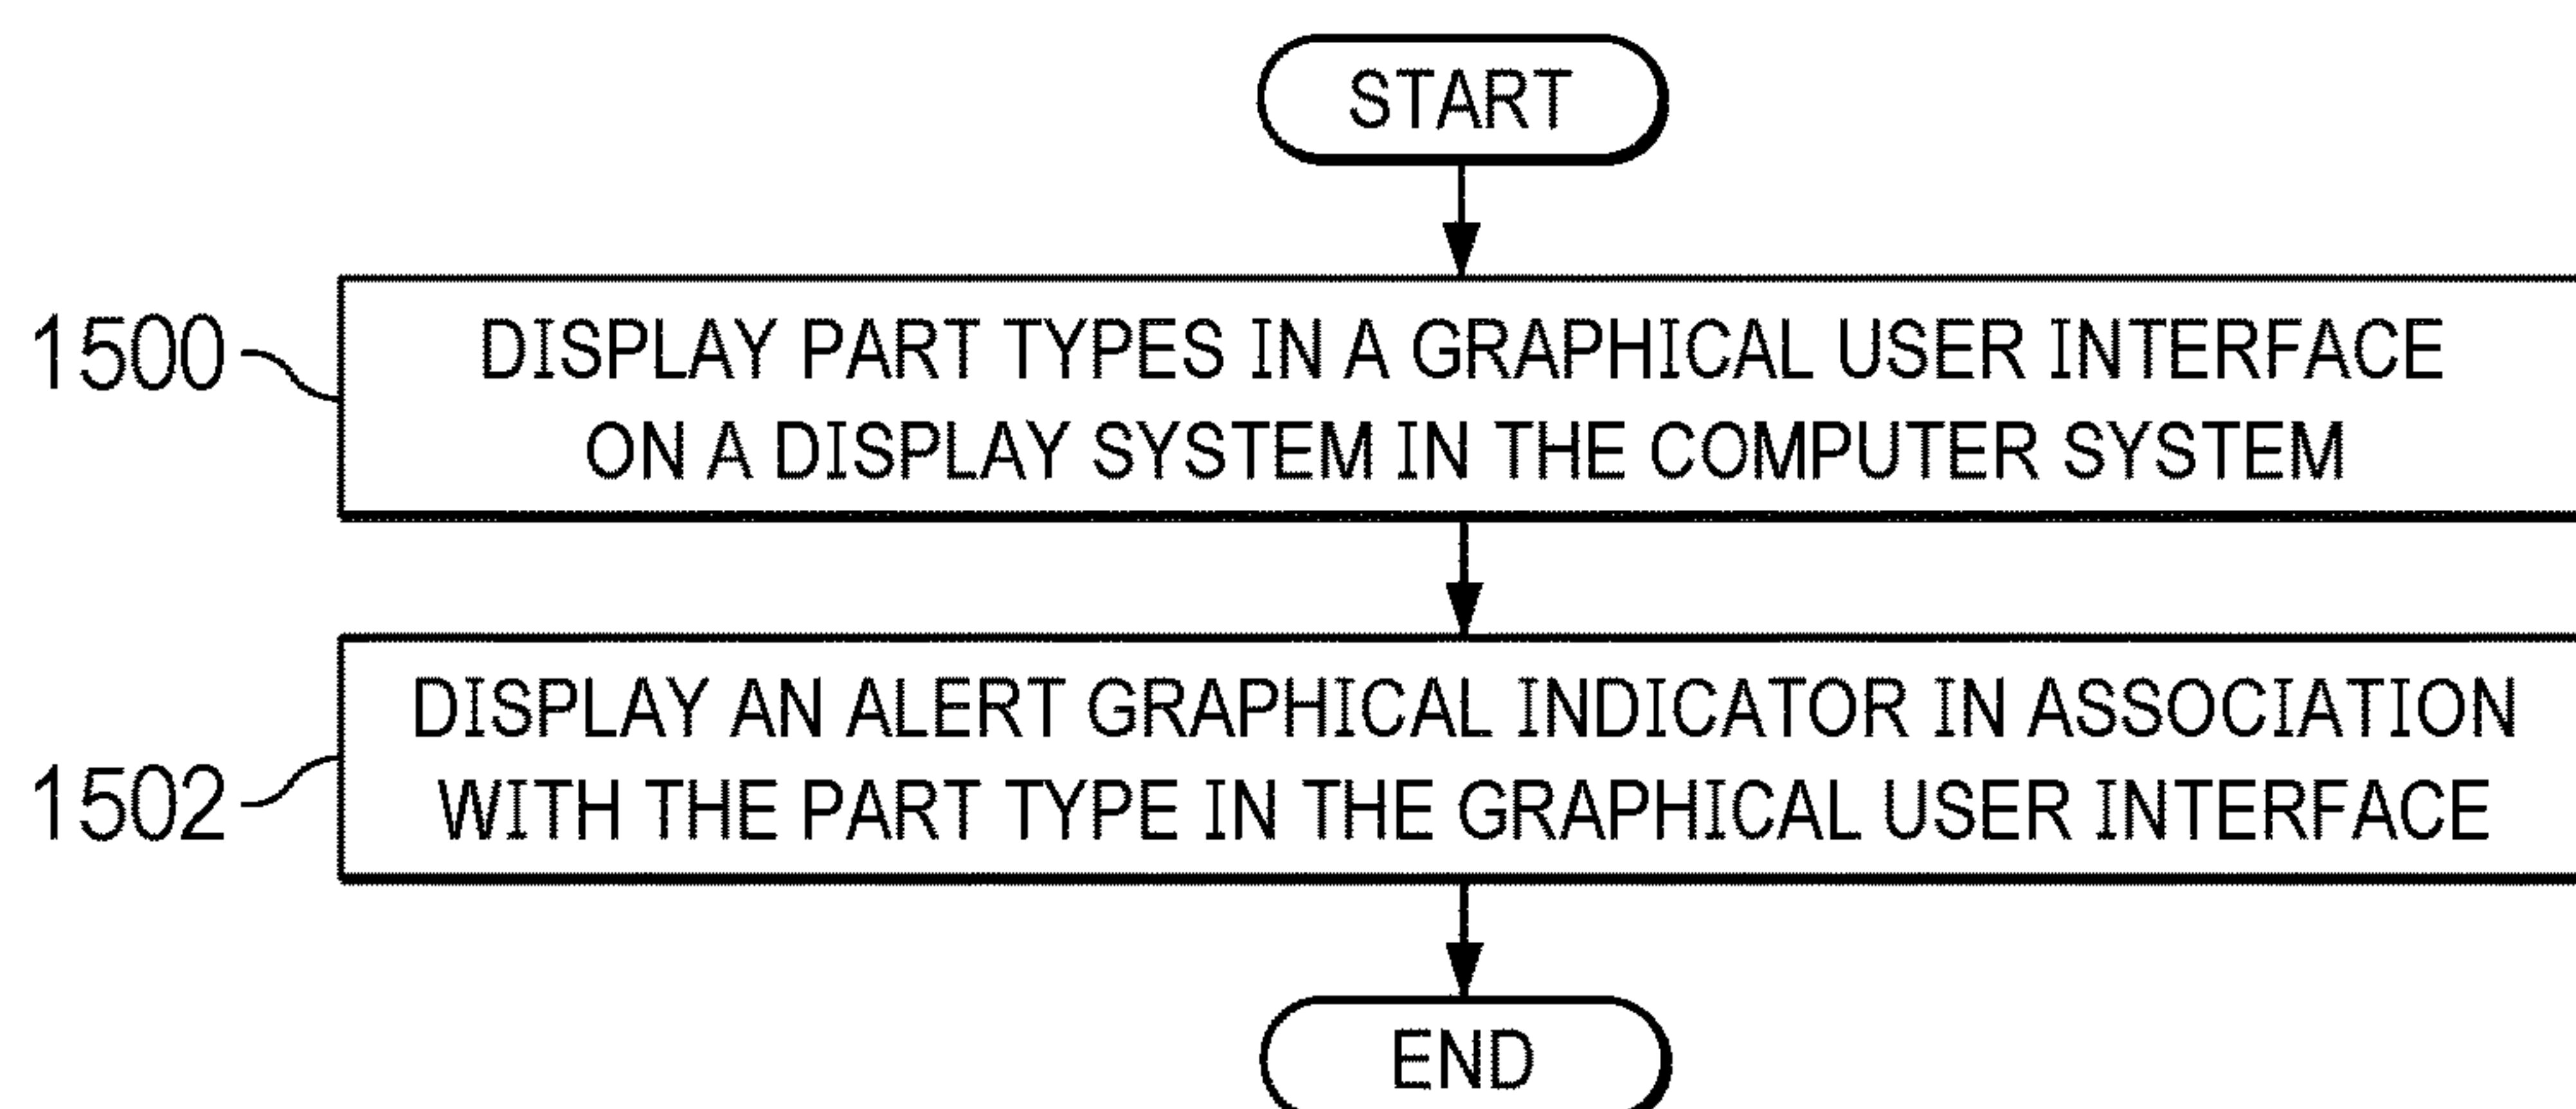 START
1500
DISPLAY PART TYPES IN A GRAPHICAL USER INTERFACE
ON A DISPLAY SYSTEM IN THE COMPUTER SYSTEM
1502
DISPLAY AN ALERT GRAPHICAL INDICATOR IN ASSOCIATION
WITH THE PART TYPE IN THE GRAPHICAL USER INTERFACE
END